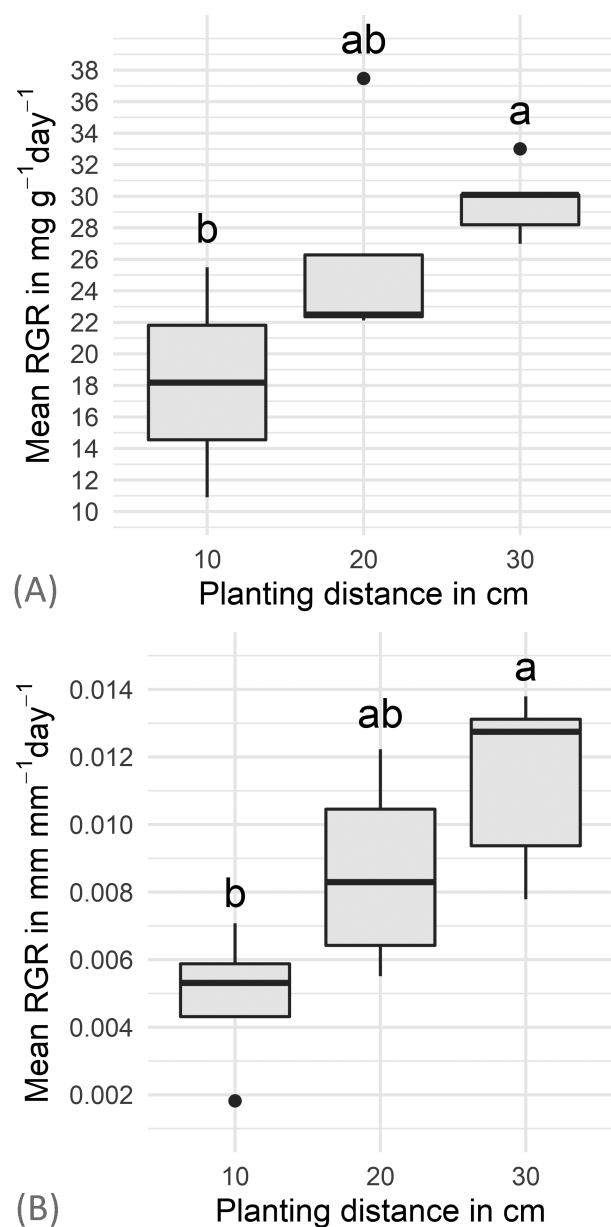 ab
a
b
38
36
34
32
30
28
26
24
22
20
18
16
14
12
10
Mean RGR in mg g⁻¹day⁻¹
10 20 30
Planting distance in cm
(A)
a
ab
b
0.014
0.012
0.010
0.008
0.006
0.004
0.002
Mean RGR in mm mm⁻¹day⁻¹
10 20 30
Planting distance in cm
(B)